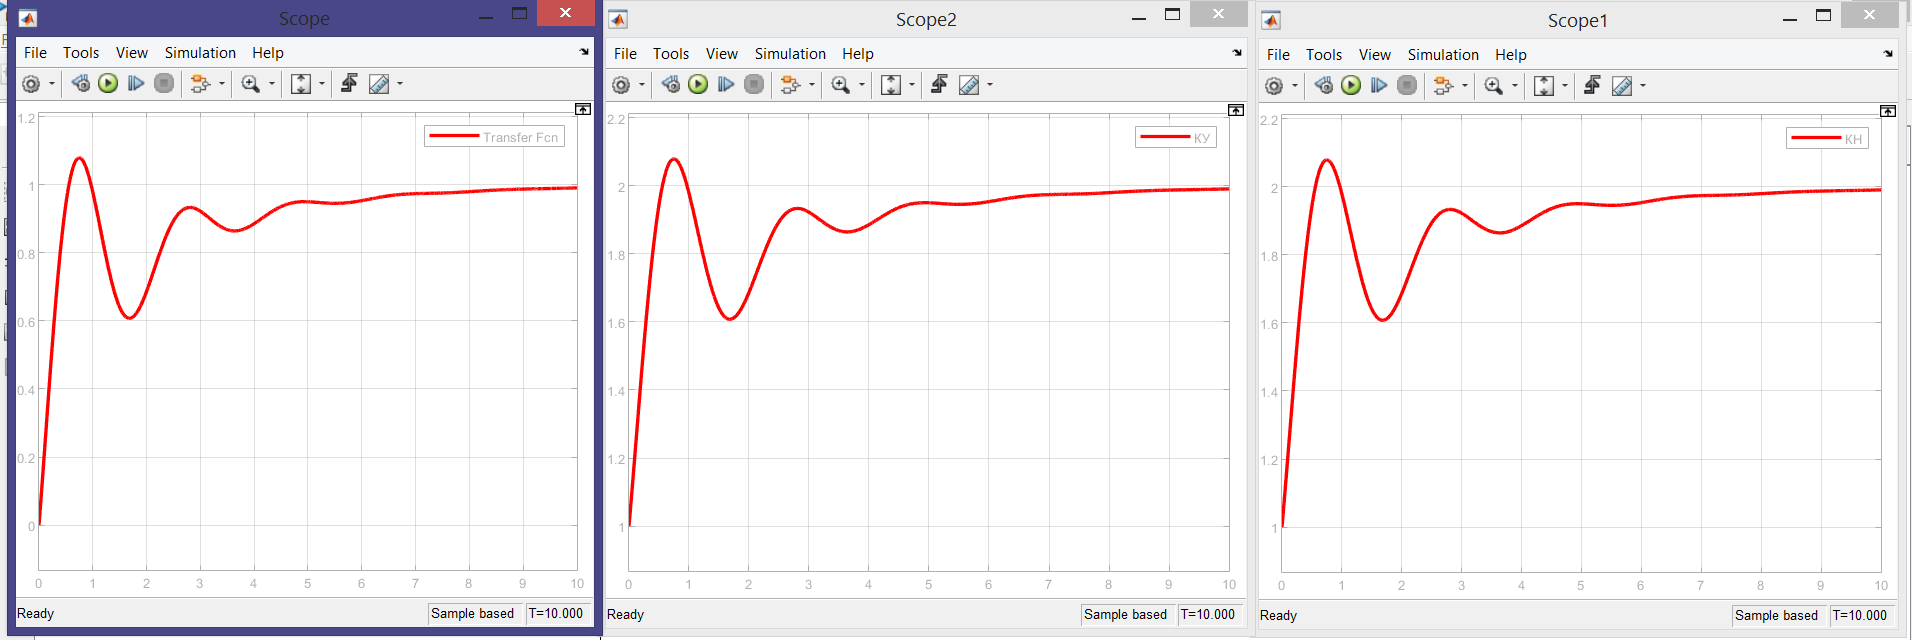 Scope
File Tools View Simulation Help
Transfer Fcn
1.2
1
0.8
0.6
0.4
0.2
0
0 1 2 3 4 5 6 7 8 9 10
Ready
Sample based T=10.000
Scope2
File Tools View Simulation Help
КУ
2.2
2
1.8
1.6
1.4
1.2
1
0 1 2 3 4 5 6 7 8 9 10
Ready
Sample based T=10.000
Scope1
File Tools View Simulation Help
КН
2.2
2
1.8
1.6
1.4
1.2
1
0 1 2 3 4 5 6 7 8 9 10
Ready
Sample based T=10.000